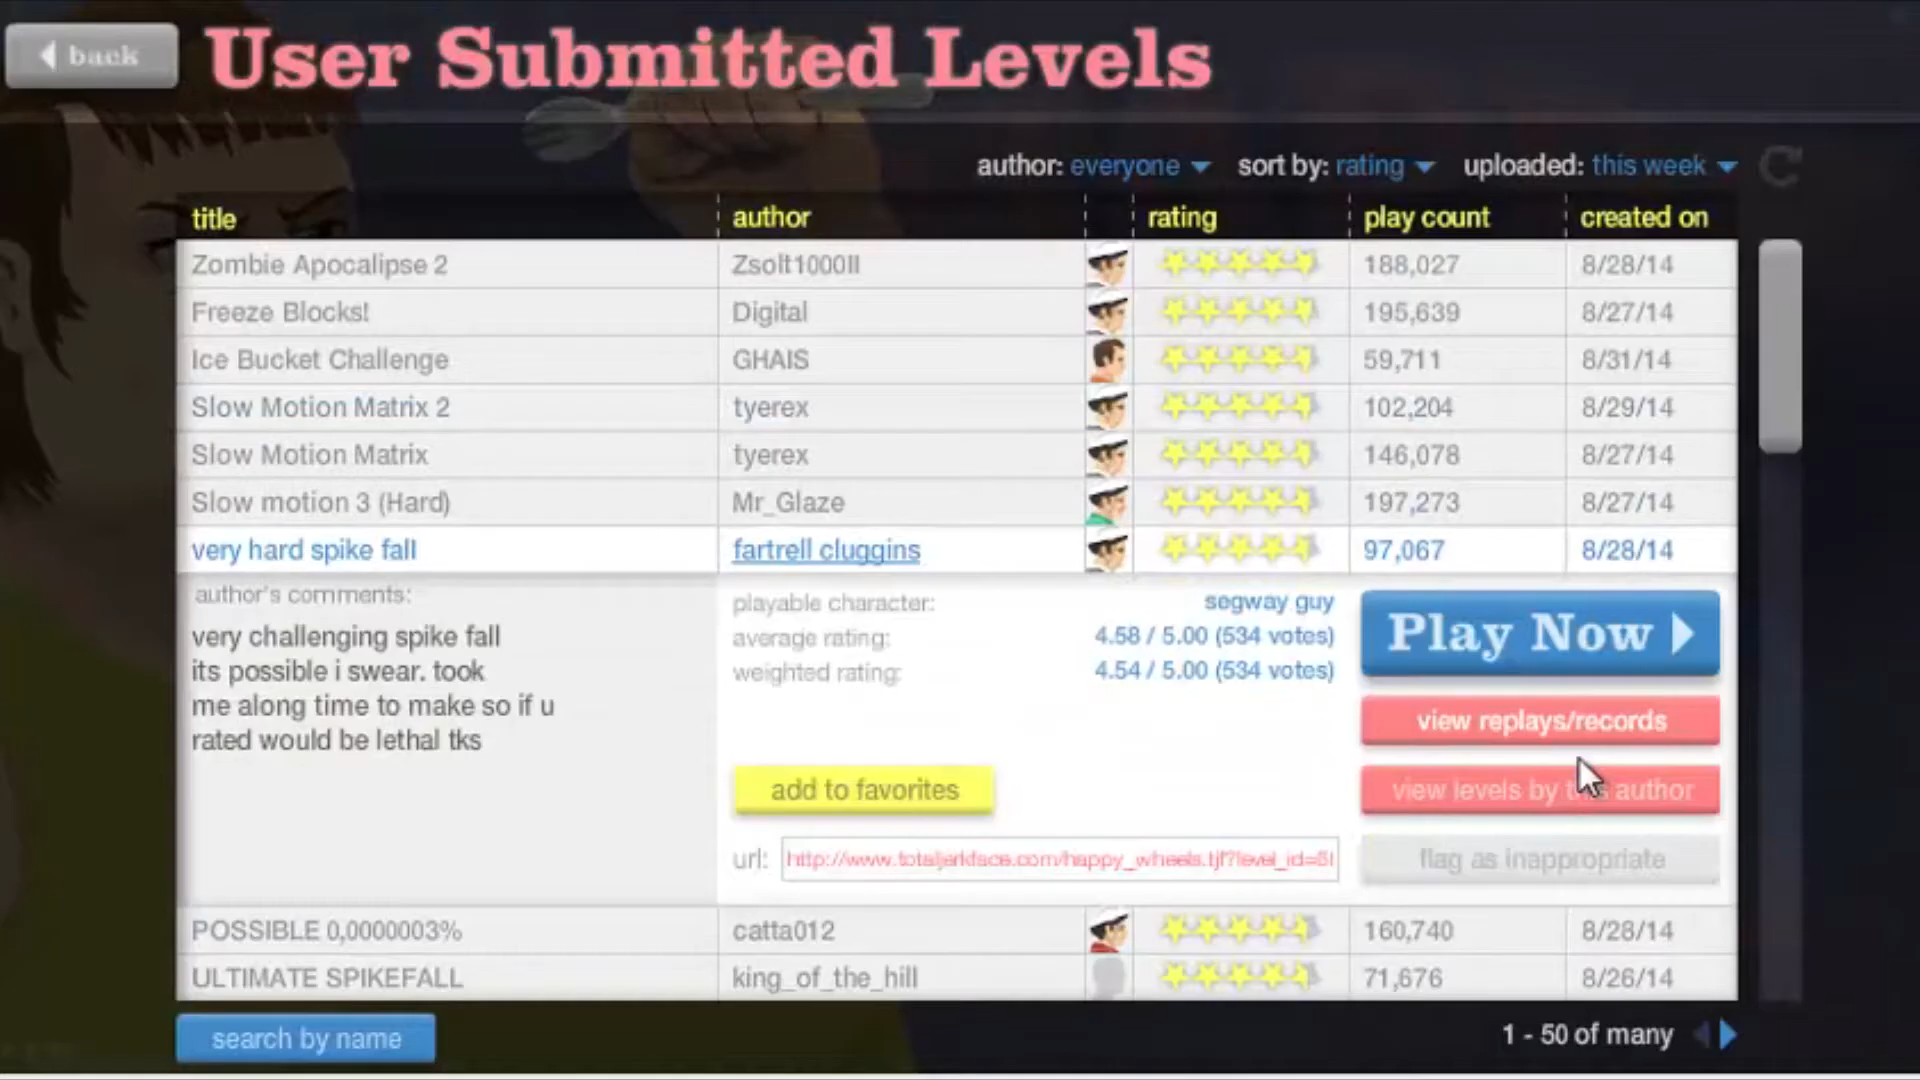 back
User Submitted Levels
author: everyone sort by: rating uploaded: this week
title author rating play count created on
Zombie Apocalipse 2 Zsolt1000ll 188,027 8/28/14
Freeze Blocks! Digital 195,639 8/27/14
Ice Bucket Challenge GHAIS 59,711 8/31/14
Slow Motion Matrix 2 tyerex 102,204 8/29/14
Slow Motion Matrix tyerex 146,078 8/27/14
Slow motion 3 (Hard) Mr_Glaze 197,273 8/27/14
very hard spike fall fartrell cluggins 97,067 8/28/14
author's comments:
very challenging spike fall
its possible i swear. took
me along time to make so if u
rated would be lethal tks
playable character: segway guy
average rating: 4.58 / 5.00 (534 votes)
weighted rating: 4.54 / 5.00 (534 votes)
add to favorites
url: http://www.totaljerkface.com/happy_wheels.tjf?level_id=5
Play Now
view replays/records
view levels by this author
flag as inappropriate
POSSIBLE 0,0000003% catta012 160,740 8/28/14
ULTIMATE SPIKEFALL king_of_the_hill 71,676 8/26/14
search by name
1 - 50 of many